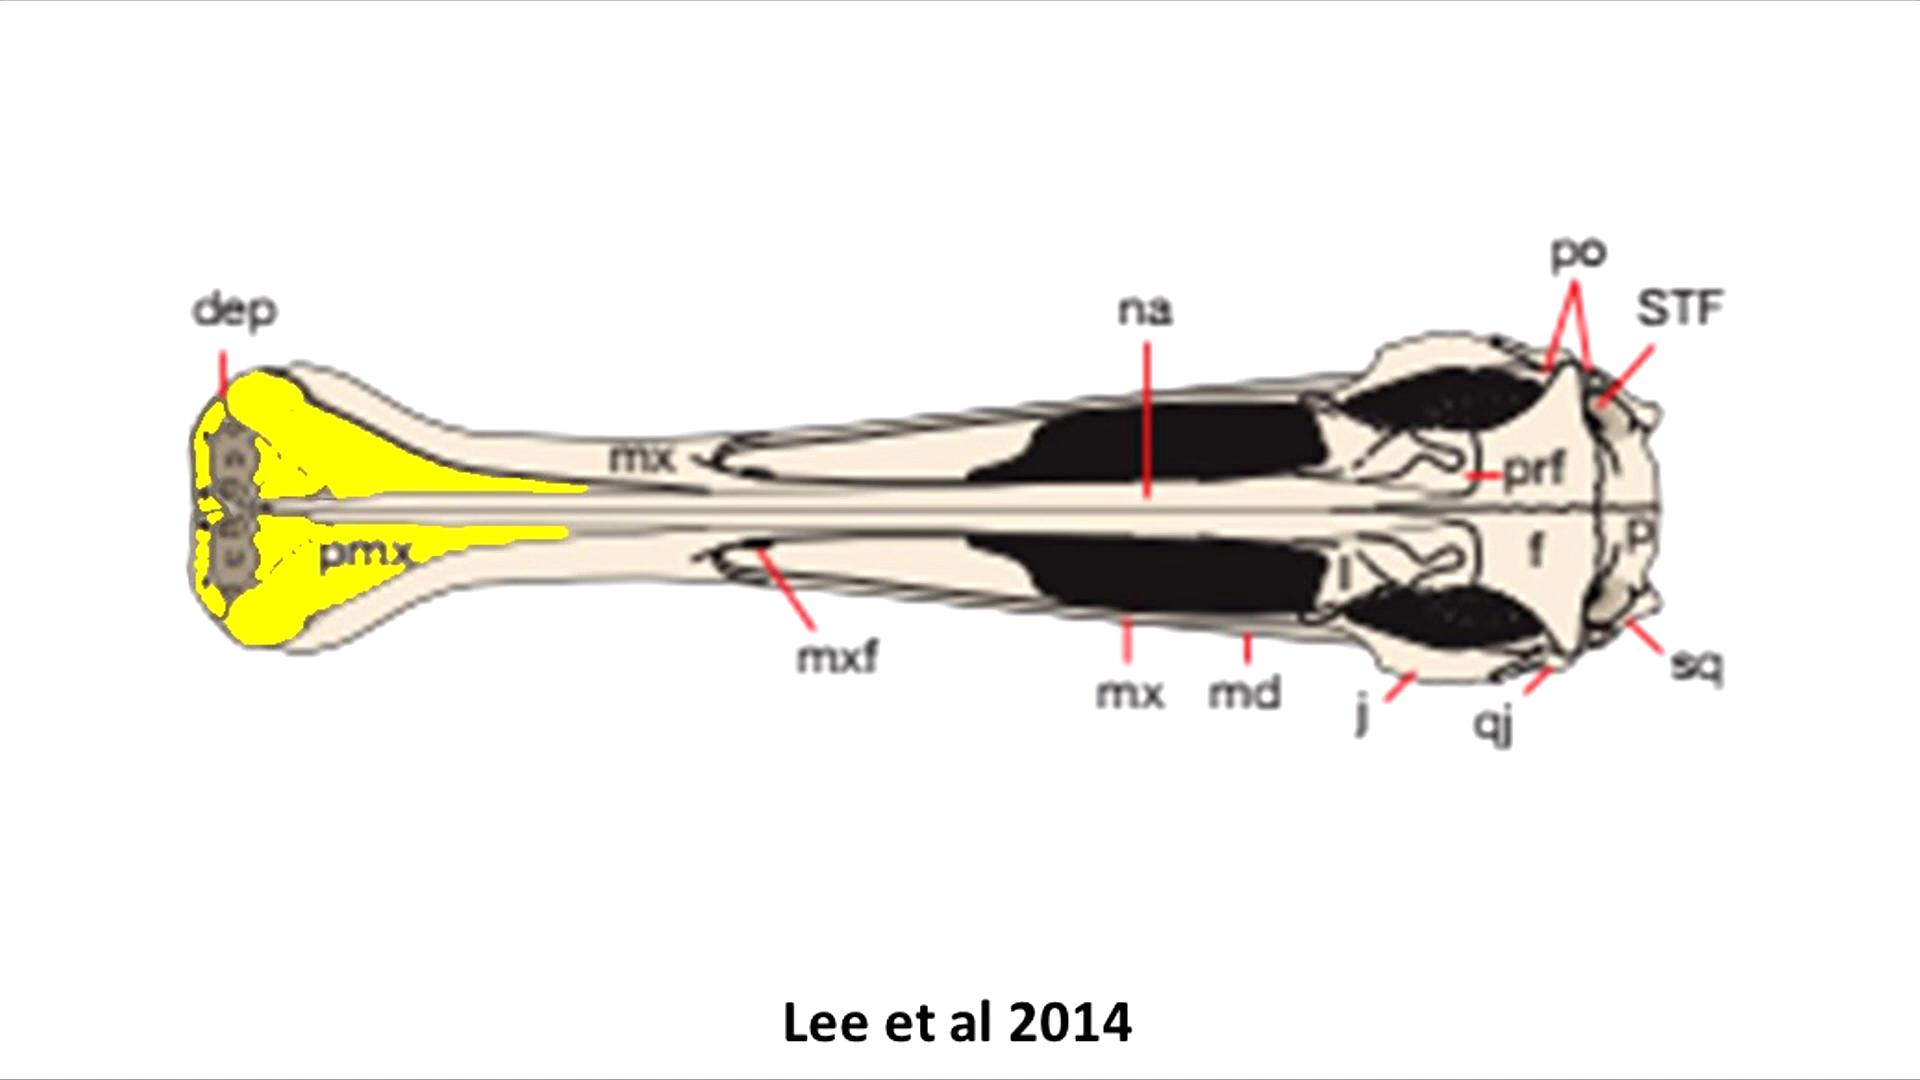 po
dep
na
STF
mx
prf
pmx
l
f
p
mxf
mx
md
j
qj
sq
Lee et al 2014